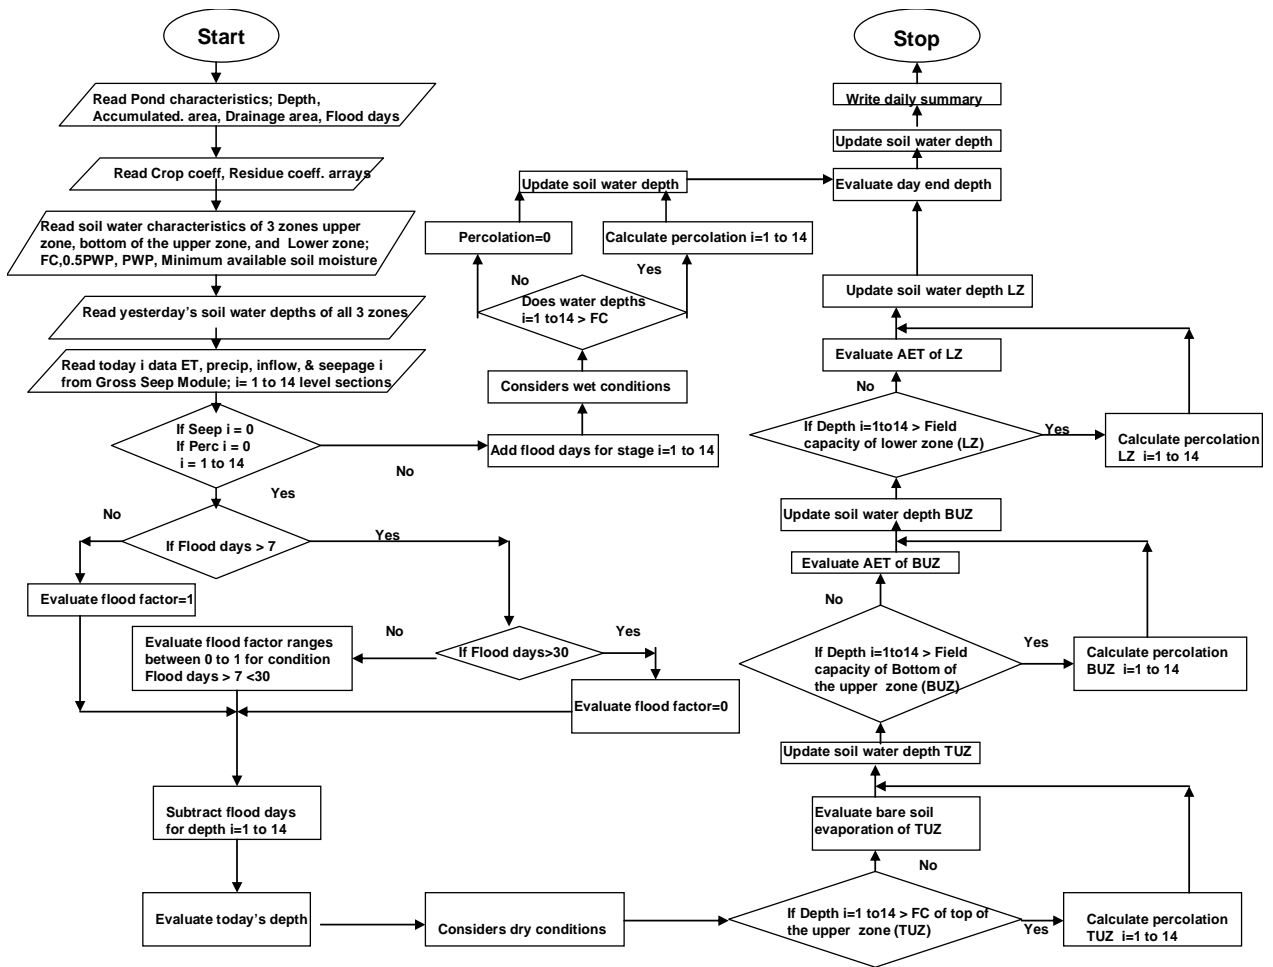 Start
Read Pond characteristics; Depth,
Accumulated. area, Drainage area, Flood days
Read Crop coeff, Residue coeff. arrays
Read soil water characteristics of 3 zones upper
zone, bottom of the upper zone, and Lower zone;
FC,0.5PWP, PWP, Minimum available soil moisture
Read yesterday's soil water depths of all 3 zones
Read today i data ET, precip, inflow, & seepage i
from Gross Seep Module; i= 1 to 14 level sections
If Seep i = 0
If Perc i = 0
i = 1 to 14
No
Yes
Add flood days for stage i=1 to 14
Considers wet conditions
Does water depths
i=1 to14 > FC
No
Yes
Percolation=0
Calculate percolation i=1 to 14
Update soil water depth
If Flood days > 7
No
Yes
Evaluate flood factor=1
If Flood days>30
No
Yes
Evaluate flood factor ranges
between 0 to 1 for condition
Flood days > 7 <30
Evaluate flood factor=0
Subtract flood days
for depth i=1 to 14
Evaluate today's depth
Considers dry conditions
If Depth i=1 to14 > FC of top of
the upper zone (TUZ)
Yes
No
Calculate percolation
TUZ i=1 to 14
Evaluate bare soil
evaporation of TUZ
Update soil water depth TUZ
If Depth i=1to14 > Field
capacity of Bottom of
the upper zone (BUZ)
Yes
No
Calculate percolation
BUZ i=1 to 14
Evaluate AET of BUZ
Update soil water depth BUZ
If Depth i=1to14 > Field
capacity of lower zone (LZ)
Yes
No
Calculate percolation
LZ i=1 to 14
Evaluate AET of LZ
Update soil water depth LZ
Evaluate day end depth
Update soil water depth
Write daily summary
Stop